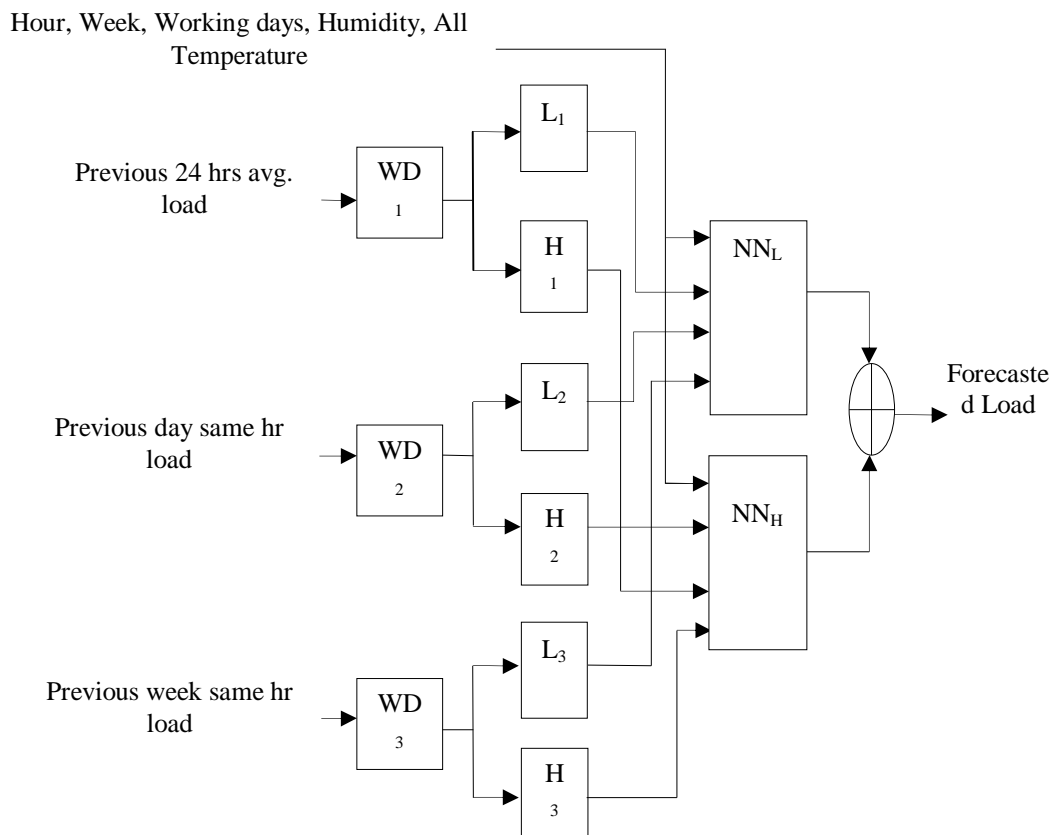 Hour, Week, Working days, Humidity, All
Temperature
L1
Previous 24 hrs avg.
load
WD
1
H
1
NNL
L2
Previous day same hr
load
WD
2
H
2
Forecaste
d Load
NNH
L3
Previous week same hr
load
WD
3
H
3